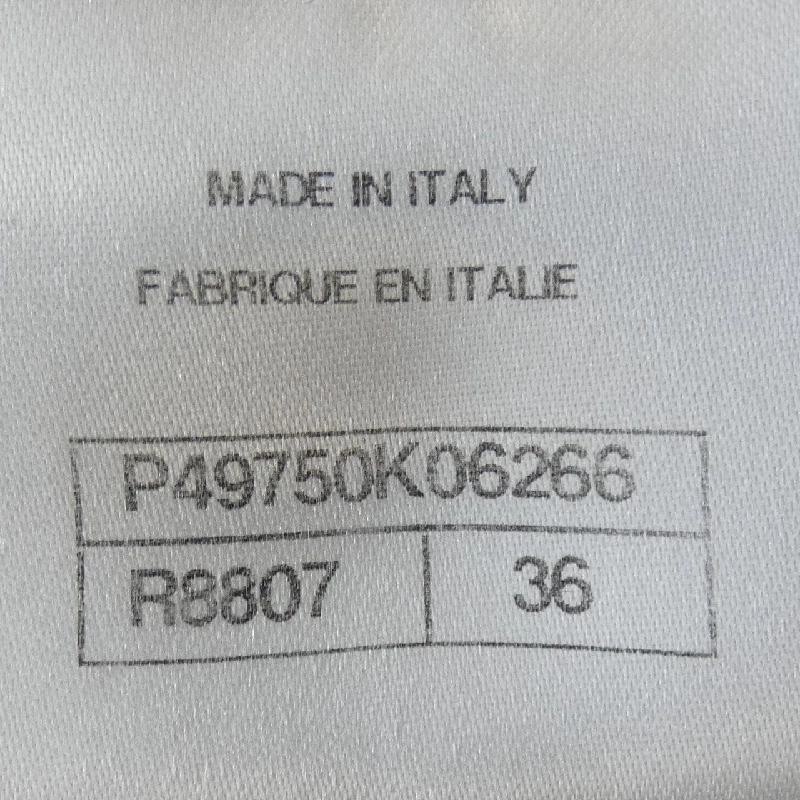 MADE IN ITALY
FABRIQUE EN ITALIE
P49750K06266
R8807 36